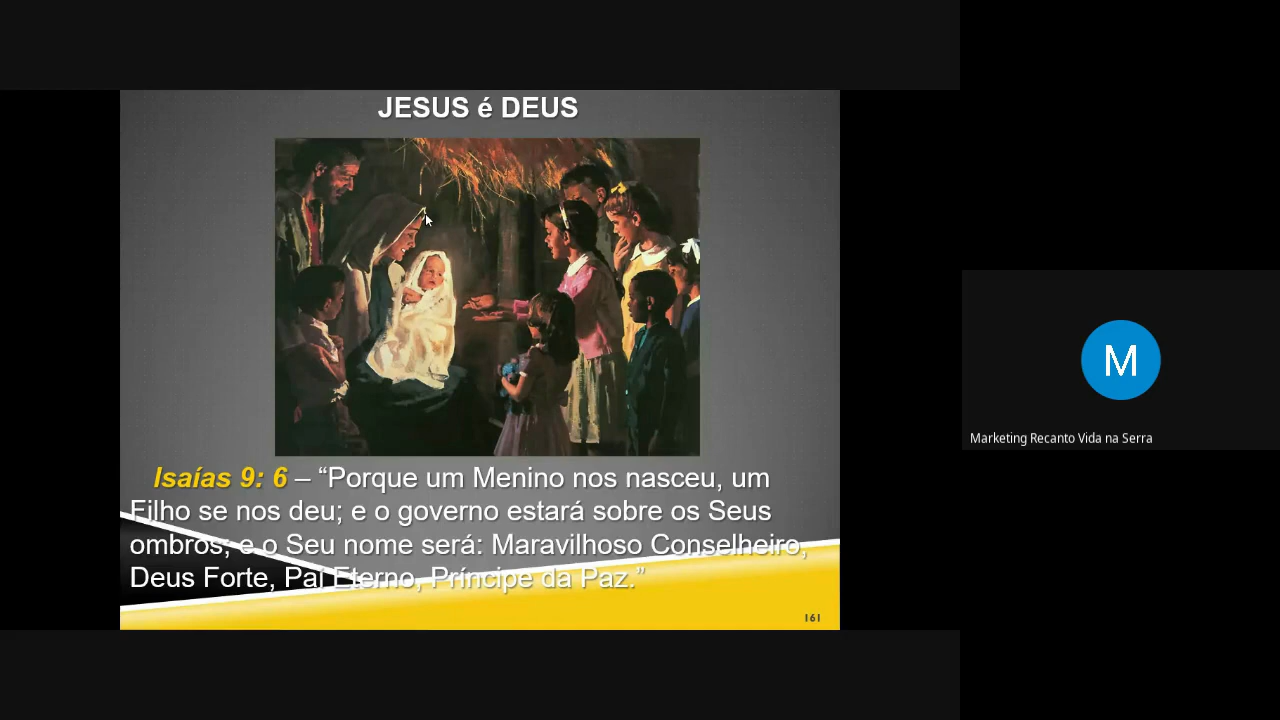 JESUS é DEUS
Isaías 9: 6 – “Porque um Menino nos nasceu, um
Filho se nos deu; e o governo estará sobre os Seus
ombros; e o Seu nome será: Maravilhoso Conselheiro,
Deus Forte, Pai Eterno, Príncipe da Paz.”
161
M
Marketing Recanto Vida na Serra